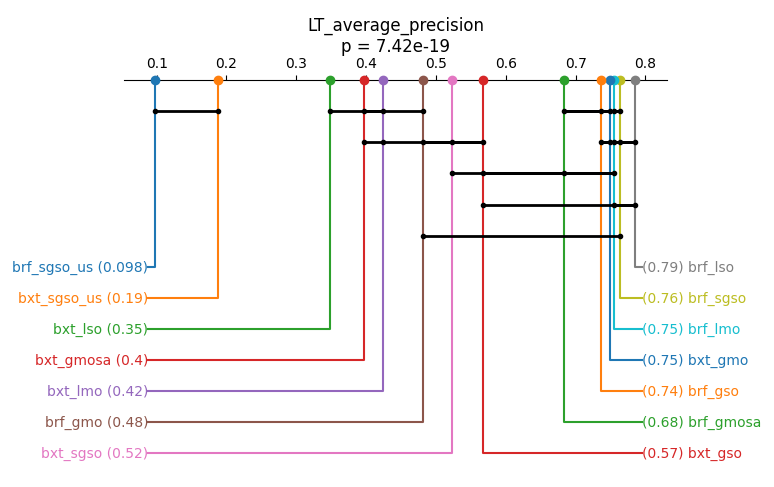 LT_average_precision
p = 7.42e-19
0.1 0.2 0.3 0.4 0.5 0.6 0.7 0.8
brf_sgso_us (0.098) (0.79) brf_lso
bxt_sgso_us (0.19) (0.76) brf_sgso
bxt_lso (0.35) (0.75) brf_lmo
bxt_gmosa (0.4) (0.75) bxt_gmo
bxt_lmo (0.42) (0.74) brf_gso
brf_gmo (0.48) (0.68) brf_gmosa
bxt_sgso (0.52) (0.57) bxt_gso